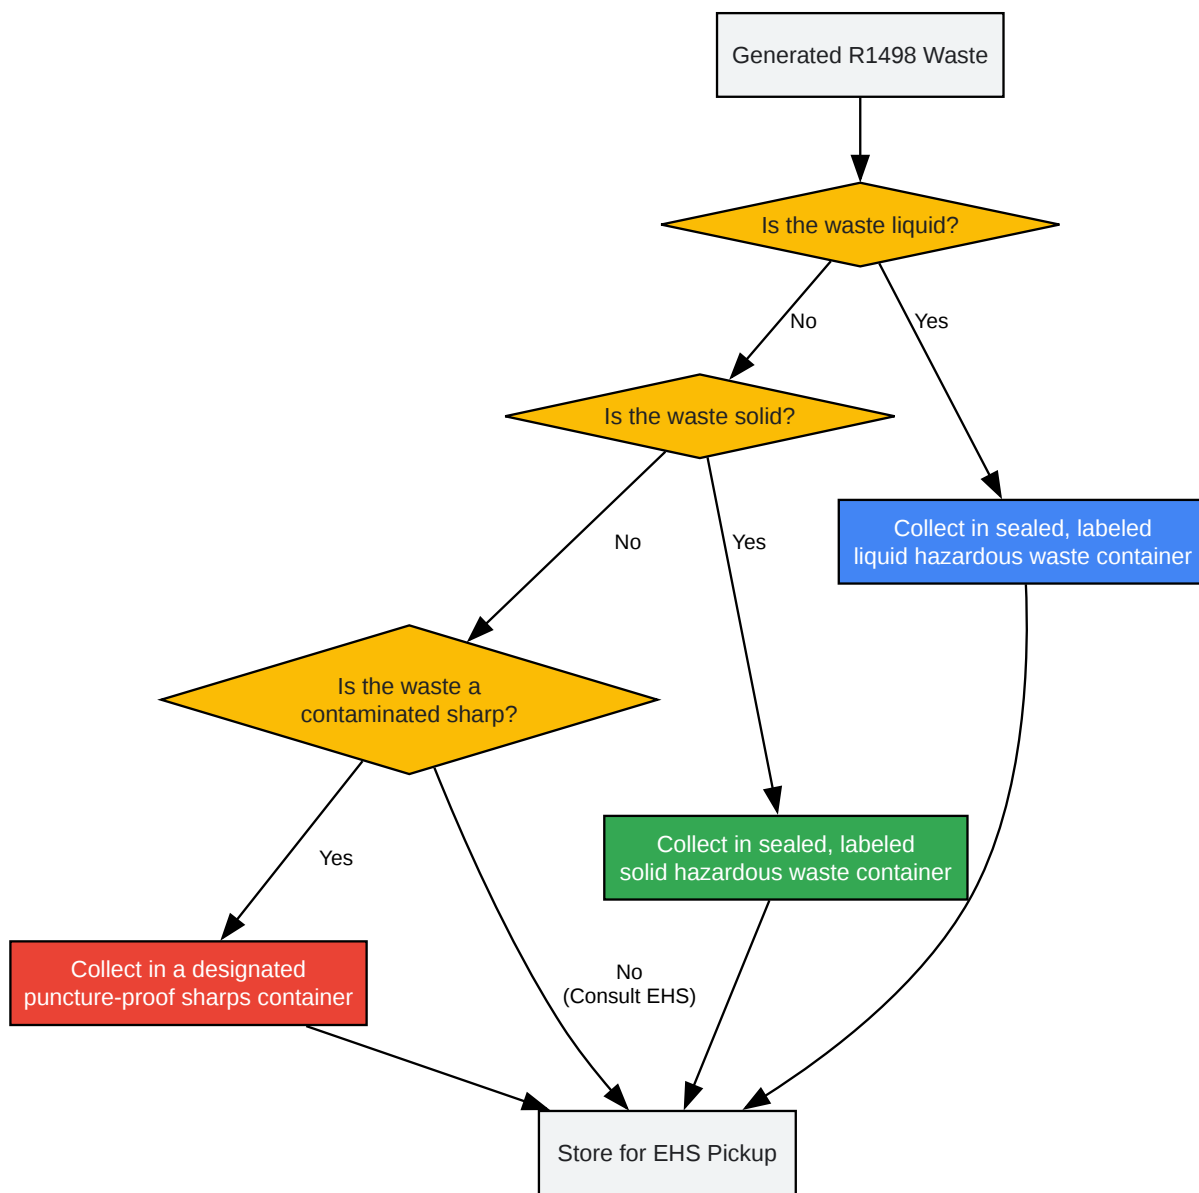 Generated R1498 Waste
Is the waste liquid?
No
Yes
Is the waste solid?
Collect in sealed, labeled
liquid hazardous waste container
No
Yes
Is the waste a
contaminated sharp?
Collect in sealed, labeled
solid hazardous waste container
Yes
Collect in a designated
puncture-proof sharps container
No
(Consult EHS)
Store for EHS Pickup